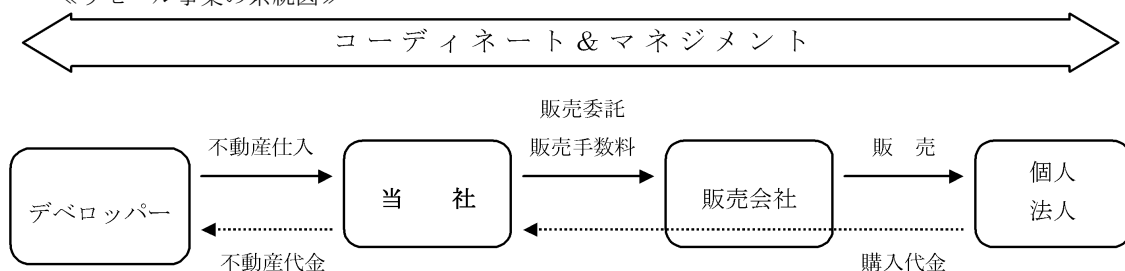 コーディネート＆マネジメント
販売委託
不動産仕入
販売手数料
販　売
デベロッパー
当　社
販売会社
個人
法人
不動産代金
購入代金